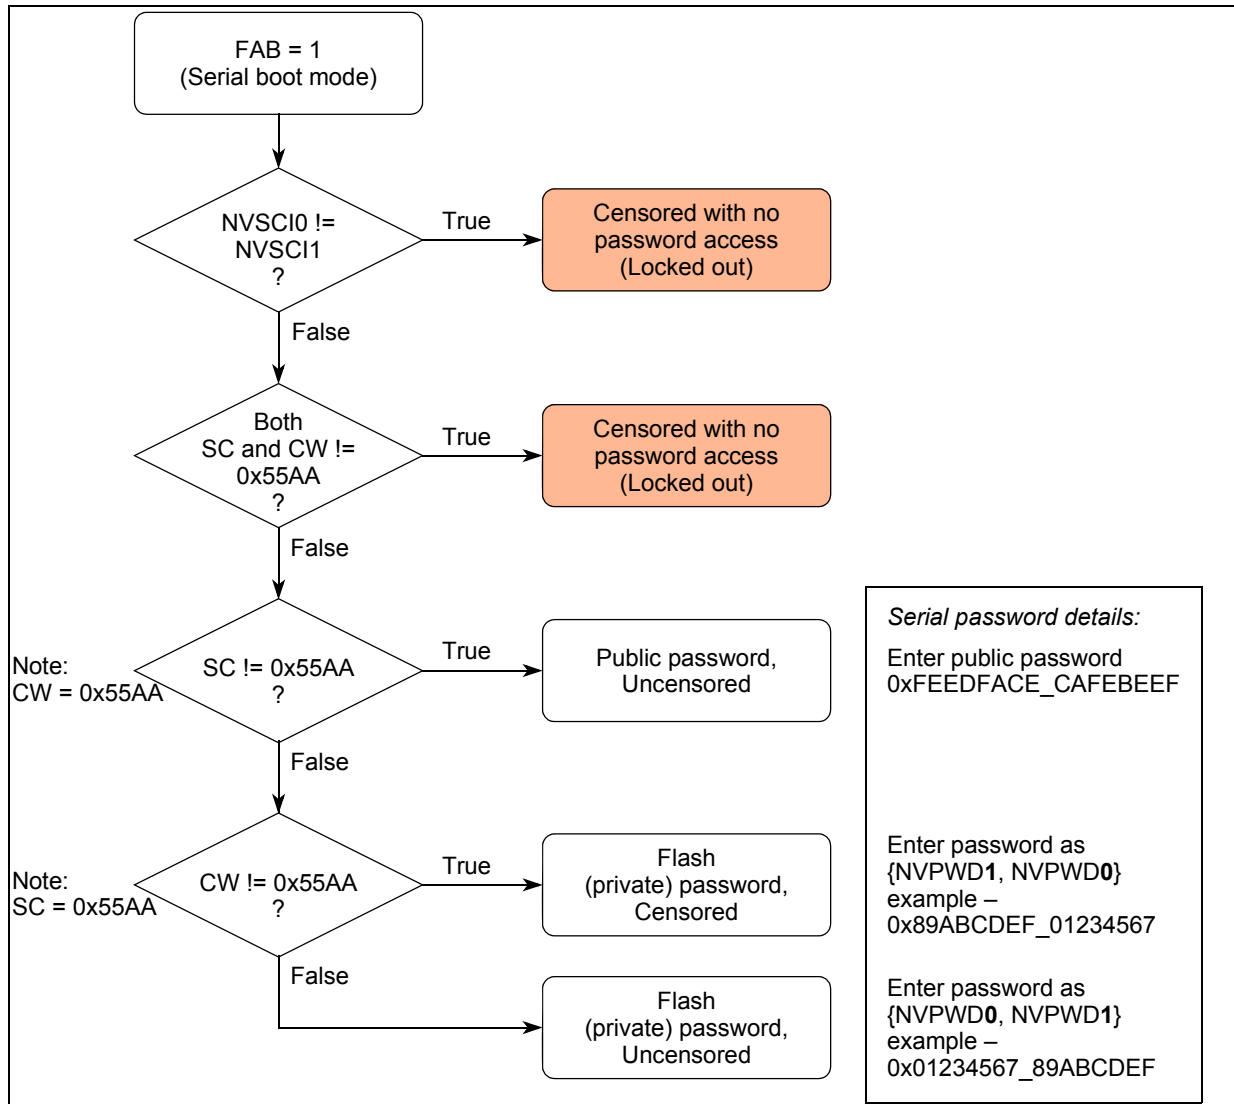 FAB = 1
(Serial boot mode)
NVSCI0 !=
NVSCI1
?
True
Censored with no
password access
(Locked out)
False
Both
SC and CW !=
0x55AA
?
True
Censored with no
password access
(Locked out)
False
Note:
CW = 0x55AA
SC != 0x55AA
?
True
Public password,
Uncensored
Serial password details:
Enter public password
0xFEEDFACE_CAFEBEEF
False
Note:
SC = 0x55AA
CW != 0x55AA
?
True
Flash
(private) password,
Censored
Enter password as
{NVPWD1, NVPWD0}
example –
0x89ABCDEF_01234567
False
Flash
(private) password,
Uncensored
Enter password as
{NVPWD0, NVPWD1}
example –
0x01234567_89ABCDEF